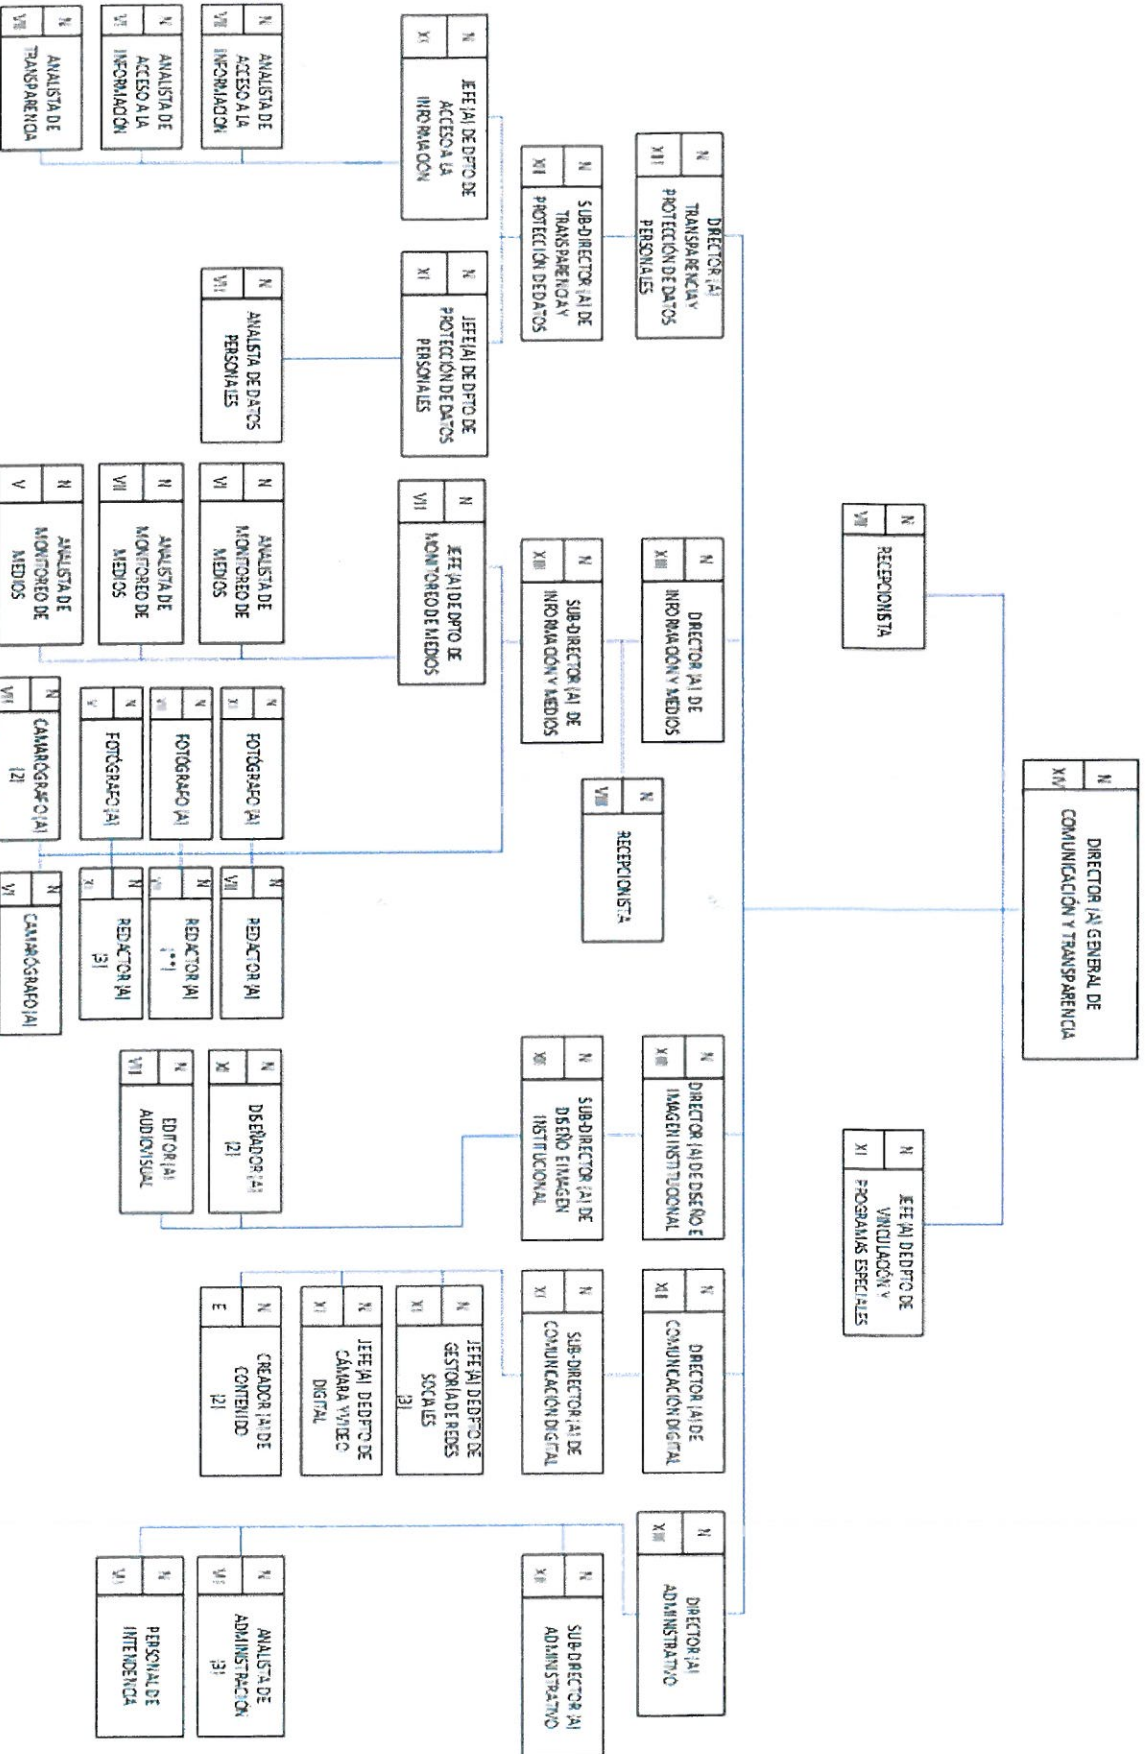 N
XIV
DIRECTOR (A) GENERAL DE
COMUNICACIÓN Y TRANSPARENCIA
N
VIII
RECEPCIONISTA
N
XI
JEFE (A) DE DPTO DE
VINCULACIÓN Y
PROGRAMAS ESPECIALES
N
XIII
DIRECTOR (A)
TRANSPARENCIA Y
PROTECCIÓN DE DATOS
PERSONALES
N
XIII
DIRECTOR (A) DE
INFORMACIÓN Y MEDIOS
N
XIII
DIRECTOR (A) DE DISEÑO E
IMAGEN INSTITUCIONAL
N
XIII
DIRECTOR (A) DE
COMUNICACIÓN DIGITAL
N
XIII
DIRECTOR (A)
ADMINISTRATIVO
N
VIII
RECEPCIONISTA
N
XII
SUB-DIRECTOR (A) DE
TRANSPARENCIA Y
PROTECCIÓN DE DATOS
N
SUB-DIRECTOR (A) DE
INFORMACIÓN Y MEDIOS
N
XII
SUB-DIRECTOR (A) DE
DISEÑO E IMAGEN
INSTITUCIONAL
N
SUB-DIRECTOR (A) DE
COMUNICACIÓN DIGITAL
N
XII
SUB-DIRECTOR (A)
ADMINISTRATIVO
N
XI
JEFE (A) DE DPTO DE
ACCESO A LA
INFORMACIÓN
N
XI
JEFE (A) DE DPTO DE
PROTECCIÓN DE DATOS
PERSONALES
N
VIII
JEFE (A) DE DPTO DE
MONITOREO DE MEDIOS
N
XI
JEFE (A) DE DPTO DE
GESTORIA DE REDES
SOCIALES
(3)
N
XI
JEFE (A) DE DPTO DE
CÁMARA Y VIDEO
DIGITAL
N
E
CREADOR (A) DE
CONTENIDO
(2)
N
ANALISTA DE
ACCESO A LA
INFORMACIÓN
N
VI
ANALISTA DE
ACCESO A LA
INFORMACIÓN
N
ANALISTA DE
TRANSPARENCIA
N
ANALISTA DE DATOS
PERSONALES
N
VI
ANALISTA DE
MONITOREO DE
MEDIOS
N
VII
ANALISTA DE
MONITOREO DE
MEDIOS
N
V
ANALISTA DE
MONITOREO DE
MEDIOS
N
XI
FOTÓGRAFO (A)
N
FOTÓGRAFO (A)
N
V
FOTÓGRAFO (A)
N
CAMARÓGRAFO (A)
(2)
N
VIII
REDACTOR (A)
N
REDACTOR (A)
(**)
N
XI
REDACTOR (A)
(3)
N
VI
CAMARÓGRAFO (A)
N
XI
DISEÑADOR (A)
(2)
N
VIII
EDITOR (A)
AUDIOVISUAL
N
ANALISTA DE
ADMINISTRACIÓN
(3)
N
PERSONAL DE
INTENDENCIA